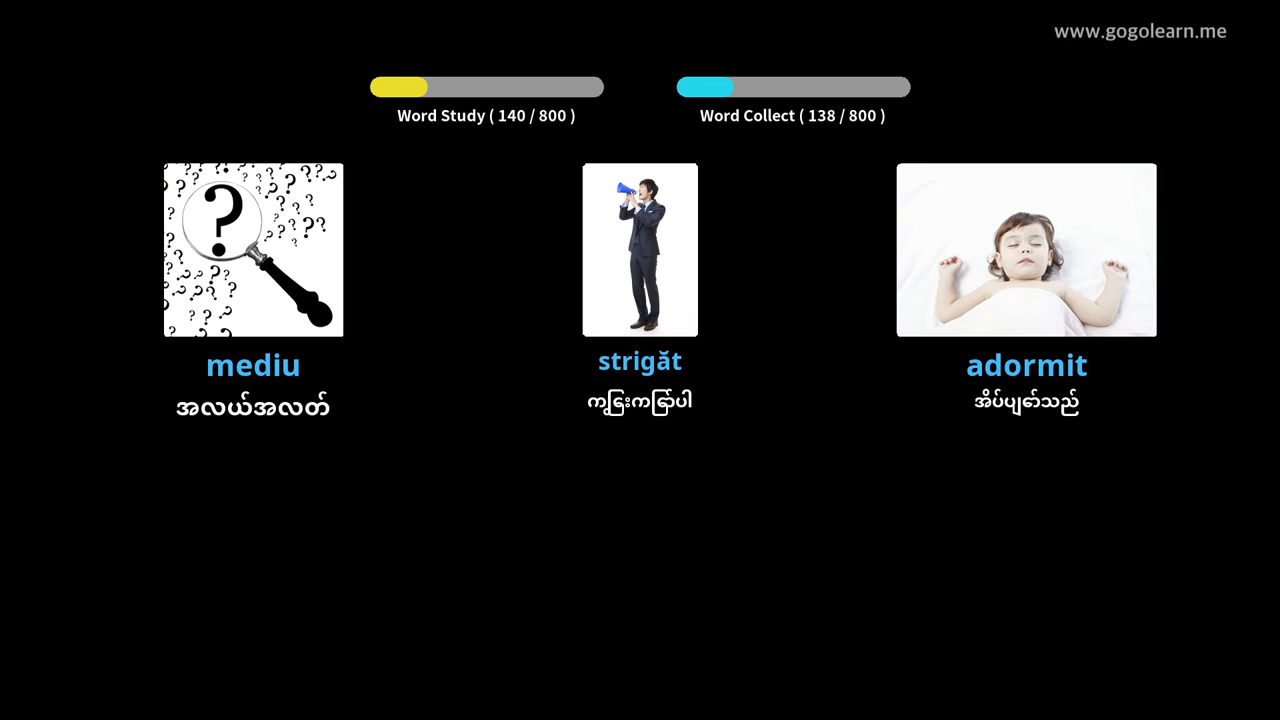 www.gogolearn.me
Word Study ( 140 / 800 )
Word Collect ( 138 / 800 )
mediu
strigăt
adormit
အလယ်အလတ်
ကွေးကြော်ပါ
အိပ်ပျော်သည်